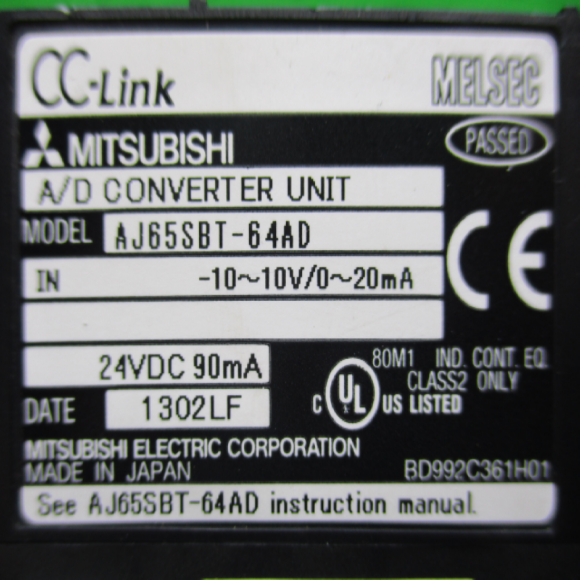 CC-Link MELSEC
MITSUBISHI PASSED
A/D CONVERTER UNIT
MODEL AJ65SBT-64AD
IN -10~10V/0~20mA
CE
24VDC 90mA
DATE 1302LF
C UL US LISTED
80M1 IND. CONT. EQ.
CLASS2 ONLY
MITSUBISHI ELECTRIC CORPORATION
MADE IN JAPAN BD992C361H01
See AJ65SBT-64AD instruction manual.